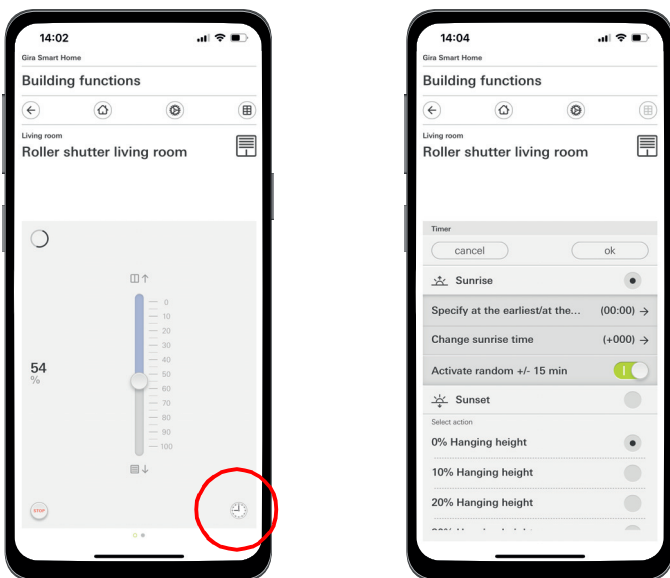 14:02
Gira Smart Home
Building functions
Living room
Roller shutter living room
0
10
20
30
40
50
60
70
80
90
100
54
%
STOP
14:04
Gira Smart Home
Building functions
Living room
Roller shutter living room
Timer
cancel ok
Sunrise
Specify at the earliest/at the... (00:00)
Change sunrise time (+000)
Activate random +/- 15 min
Sunset
Select action
0% Hanging height
10% Hanging height
20% Hanging height